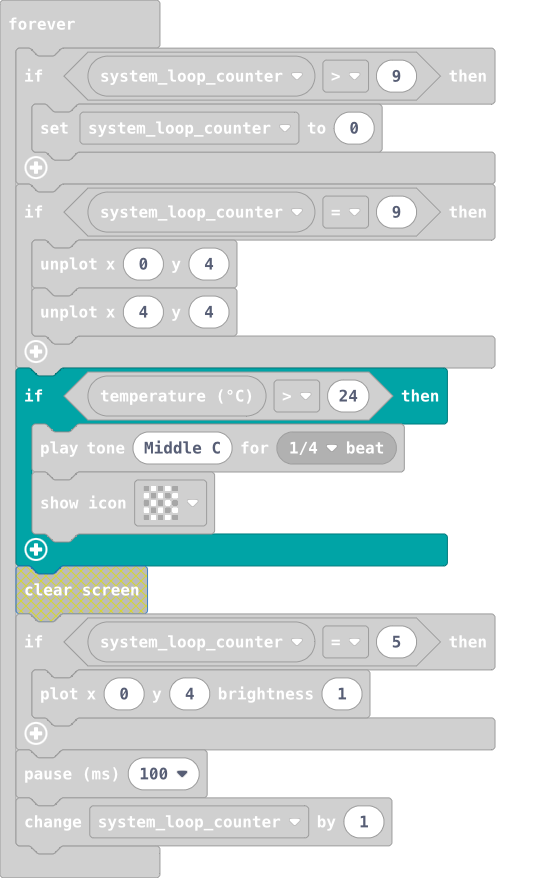 forever
if system_loop_counter > 9 then
set system_loop_counter to 0
if system_loop_counter = 9 then
unplot x 0 y 4
unplot x 4 y 4
if temperature (°C) > 24 then
play tone Middle C for 1/4 beat
show icon
clear screen
if system_loop_counter = 5 then
plot x 0 y 4 brightness 1
pause (ms) 100
change system_loop_counter by 1